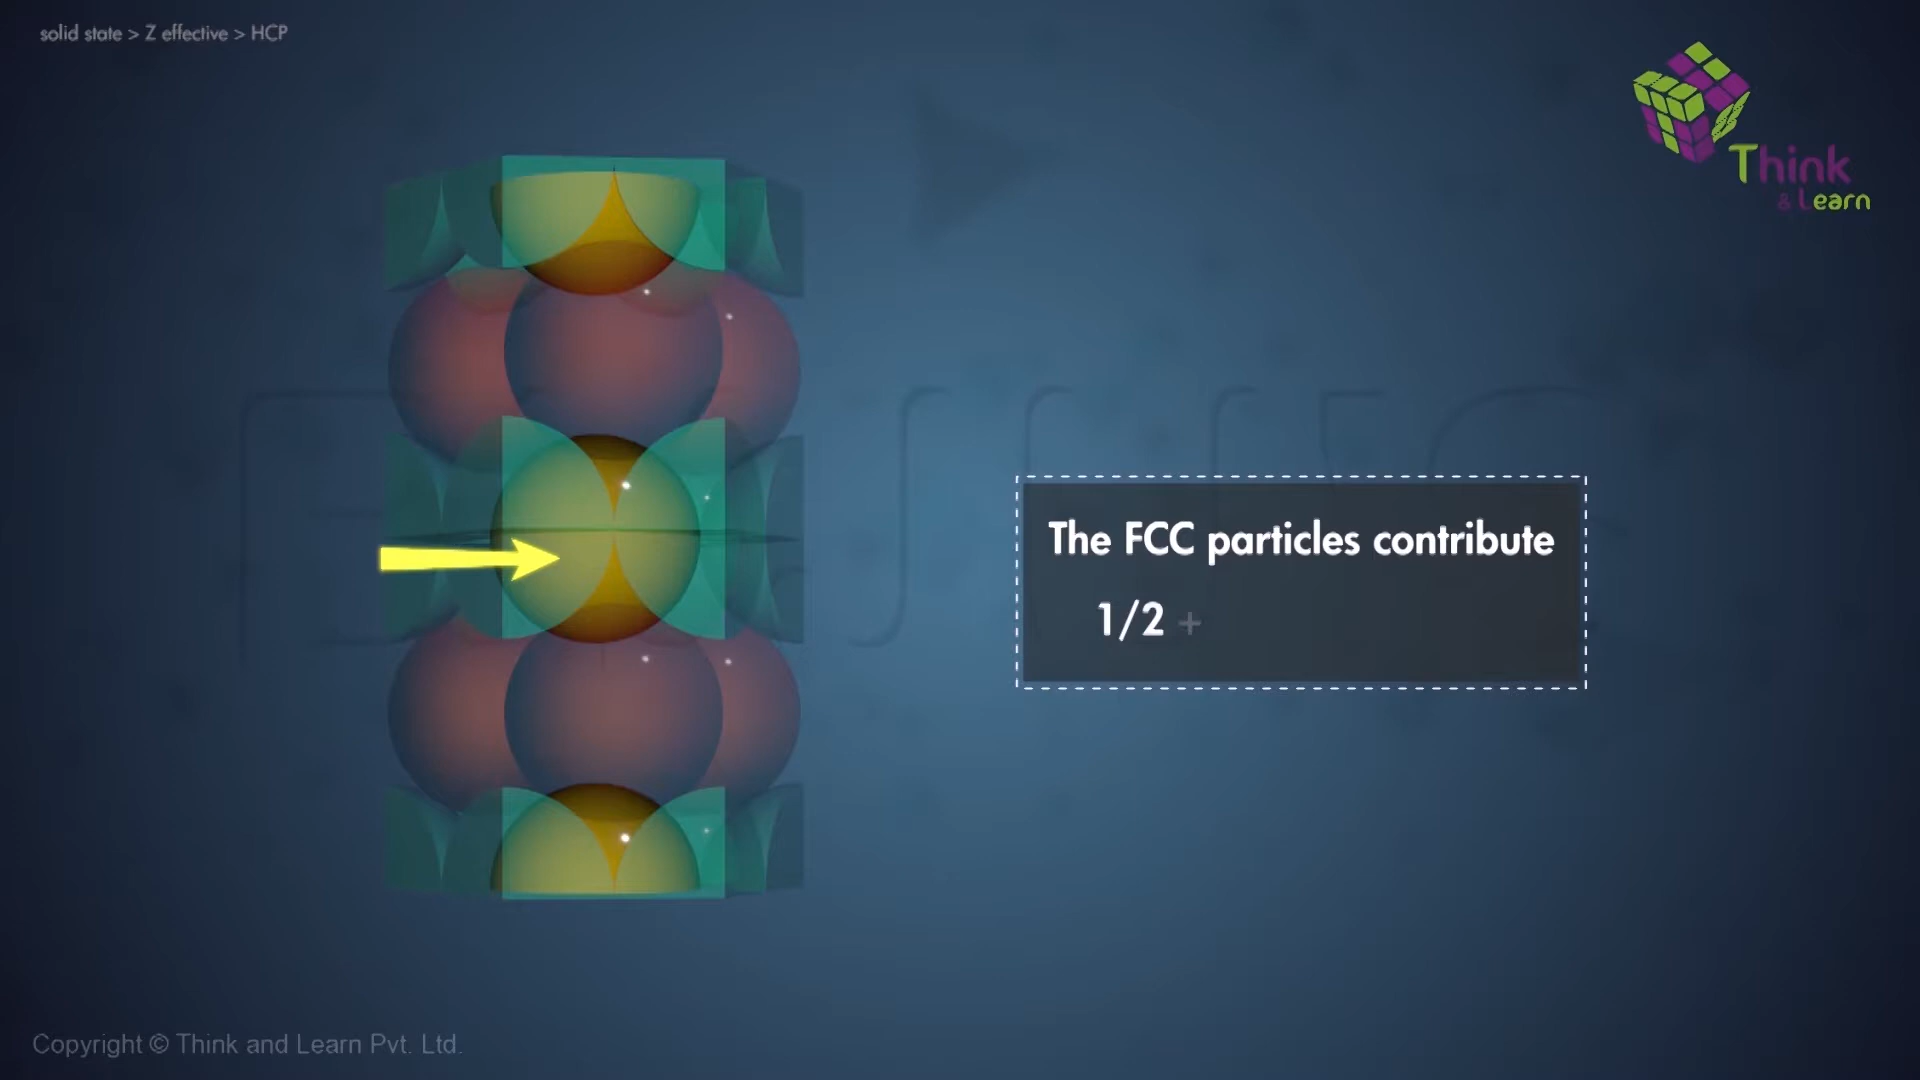 solid state > Z effective > HCP
Think
& Learn
The FCC particles contribute
1/2 +
Copyright © Think and Learn Pvt. Ltd.